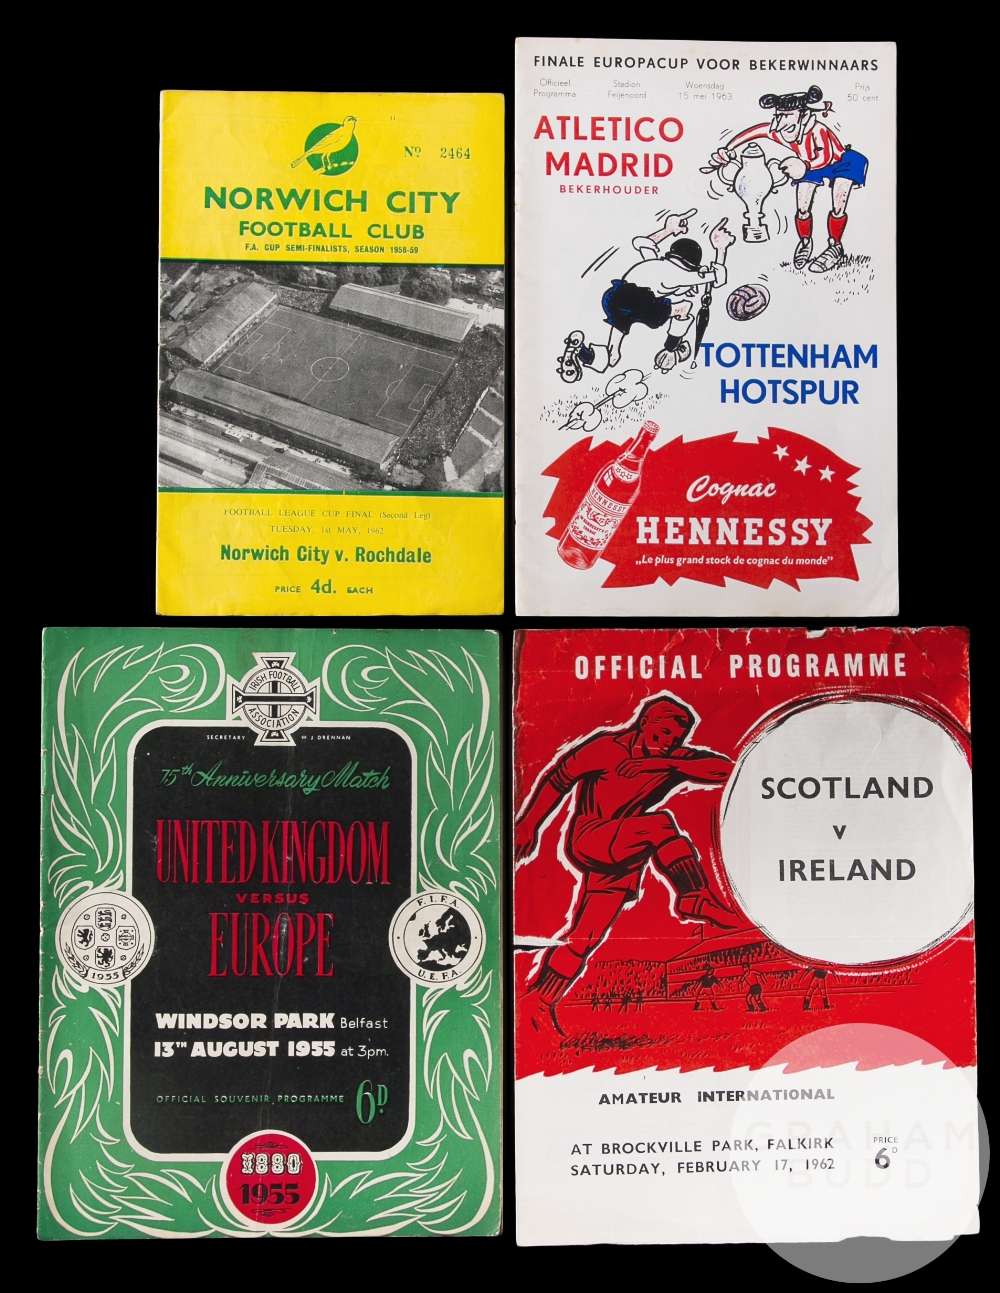 Nº 2464
NORWICH CITY
FOOTBALL CLUB
F.A. CUP SEMI-FINALISTS, SEASON 1958-59
FOOTBALL LEAGUE CUP FINAL (Second Leg)
TUESDAY, 1st MAY, 1962
Norwich City v. Rochdale
PRICE 4d. EACH
FINALE EUROPACUP VOOR BEKERWINNAARS
Officieel Programma
Stadion Feijenoord
Woensdag 15 mei 1963
Prijs 50 cent
ATLETICO
MADRID
BEKERHOUDER
TOTTENHAM
HOTSPUR
HENNESSY
Cognac
HENNESSY
„Le plus grand stock de cognac du monde"
IRISH FOOTBALL
ASSOCIATION
SECRETARY W J DRENNAN
75th Anniversary Match
UNITED KINGDOM
VERSUS
EUROPE
1955
F.I.F.A.
U.E.F.A.
WINDSOR PARK Belfast
13TH AUGUST 1955 at 3pm.
OFFICIAL SOUVENIR PROGRAMME 6D.
1880
1955
OFFICIAL PROGRAMME
SCOTLAND
v
IRELAND
AMATEUR INTERNATIONAL
AT BROCKVILLE PARK, FALKIRK
SATURDAY, FEBRUARY 17, 1962
PRICE
6D
GRAHAM
BUDD